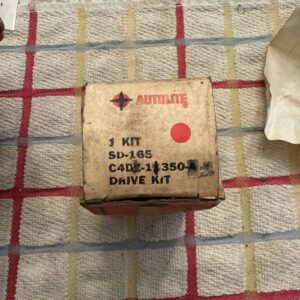 AUTOLITE
1 KIT
SD-165
C4DZ-11350-A
DRIVE KIT